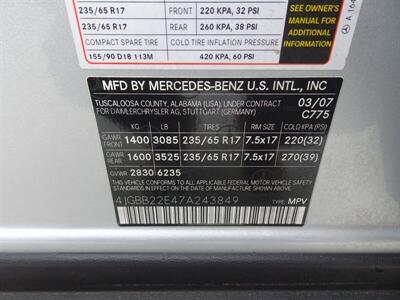 235/65 R17 FRONT 220 KPA, 32 PSI
235/65 R17 REAR 260 KPA, 38 PSI
COMPACT SPARE TIRE COLD TIRE INFLATION PRESSURE
155/90 D18 113M 420 KPA, 60 PSI
SEE OWNER'S
MANUAL FOR
ADDITIONAL
INFORMATION
MFD BY MERCEDES-BENZ U.S. INTL., INC
TUSCALOOSA COUNTY, ALABAMA (USA). UNDER CONTRACT 03/07
FOR DAIMLERCHRYSLER AG, STUTTGART (GERMANY) C775
KG LB TIRES RIM SIZE COLD KPA (PSI)
GAWR FRONT 1400 3085 235/65 R17 7.5x17 220(32)
GAWR REAR 1600 3525 235/65 R17 7.5x17 270(39)
GVWR 2830 6235
THIS VEHICLE CONFORMS TO ALL APPLICABLE FEDERAL MOTOR VEHICLE SAFETY
STANDARDS IN EFFECT ON THE DATE OF MANUFACTURE SHOWN ABOVE
4JGBB22E47A243849 TYPE: MPV